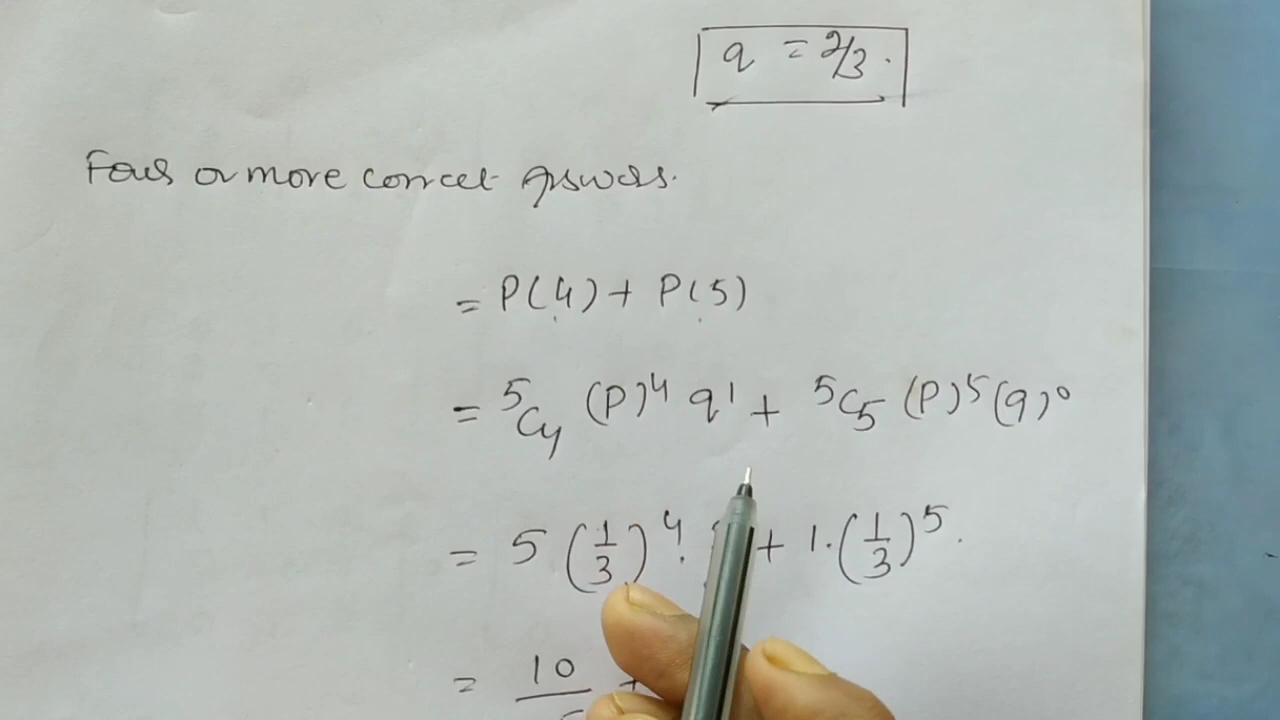 q = 2/3.
Four or more correct Answers.
= P(4) + P(5)
= ⁵C₄ (P)⁴ q¹ + ⁵C₅ (P)⁵ (q)⁰
= 5 (1/3)⁴ . + 1. (1/3)⁵.
= 10 +